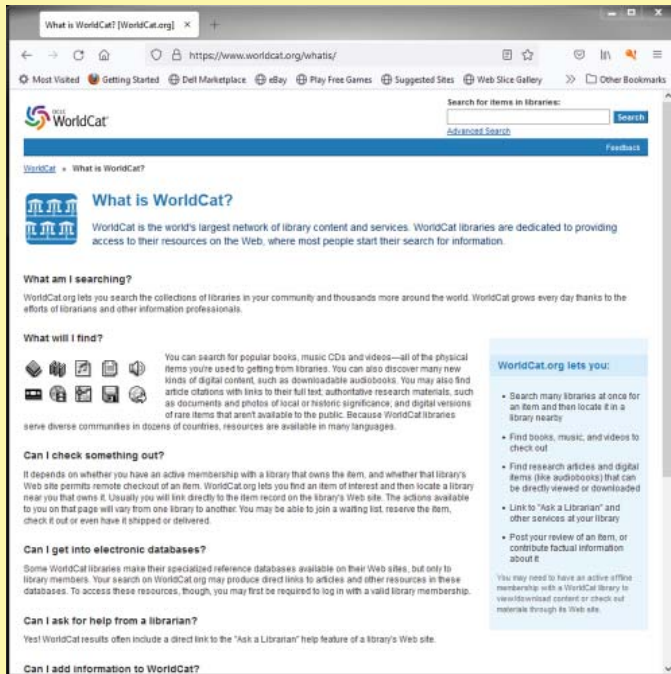 What is WorldCat? [WorldCat.org] × +
https://www.worldcat.org/whatis/
Most Visited Getting Started Dell Marketplace eBay Play Free Games Suggested Sites Web Slice Gallery >> Other Bookmarks
OCLC
WorldCat®
Search for items in libraries:
Search
Advanced Search
Feedback
WorldCat » What is WorldCat?
What is WorldCat?
WorldCat is the world's largest network of library content and services. WorldCat libraries are dedicated to providing
access to their resources on the Web, where most people start their search for information.
What am I searching?
WorldCat.org lets you search the collections of libraries in your community and thousands more around the world. WorldCat grows every day thanks to the
efforts of librarians and other information professionals.
What will I find?
You can search for popular books, music CDs and videos—all of the physical
items you're used to getting from libraries. You can also discover many new
kinds of digital content, such as downloadable audiobooks. You may also find
article citations with links to their full text; authoritative research materials, such
as documents and photos of local or historic significance; and digital versions
of rare items that aren't available to the public. Because WorldCat libraries
serve diverse communities in dozens of countries, resources are available in many languages.
Can I check something out?
It depends on whether you have an active membership with a library that owns the item, and whether that library's
Web site permits remote checkout of an item. WorldCat.org lets you find an item of interest and then locate a library
near you that owns it. Usually you will link directly to the item record on the library's Web site. The actions available
to you on that page will vary from one library to another. You may be able to join a waiting list, reserve the item,
check it out or even have it shipped or delivered.
Can I get into electronic databases?
Some WorldCat libraries make their specialized reference databases available on their Web sites, but only to
library members. Your search on WorldCat.org may produce direct links to articles and other resources in these
databases. To access these resources, though, you may first be required to log in with a valid library membership.
Can I ask for help from a librarian?
Yes! WorldCat results often include a direct link to the "Ask a Librarian" help feature of a library's Web site.
Can I add information to WorldCat?
WorldCat.org lets you:
• Search many libraries at once for
an item and then locate it in a
library nearby
• Find books, music, and videos to
check out
• Find research articles and digital
items (like audiobooks) that can
be directly viewed or downloaded
• Link to "Ask a Librarian" and
other services at your library
• Post your review of an item, or
contribute factual information
about it
You may need to have an active offline
membership with a WorldCat library to
view/download content or check out
materials through its Web site.